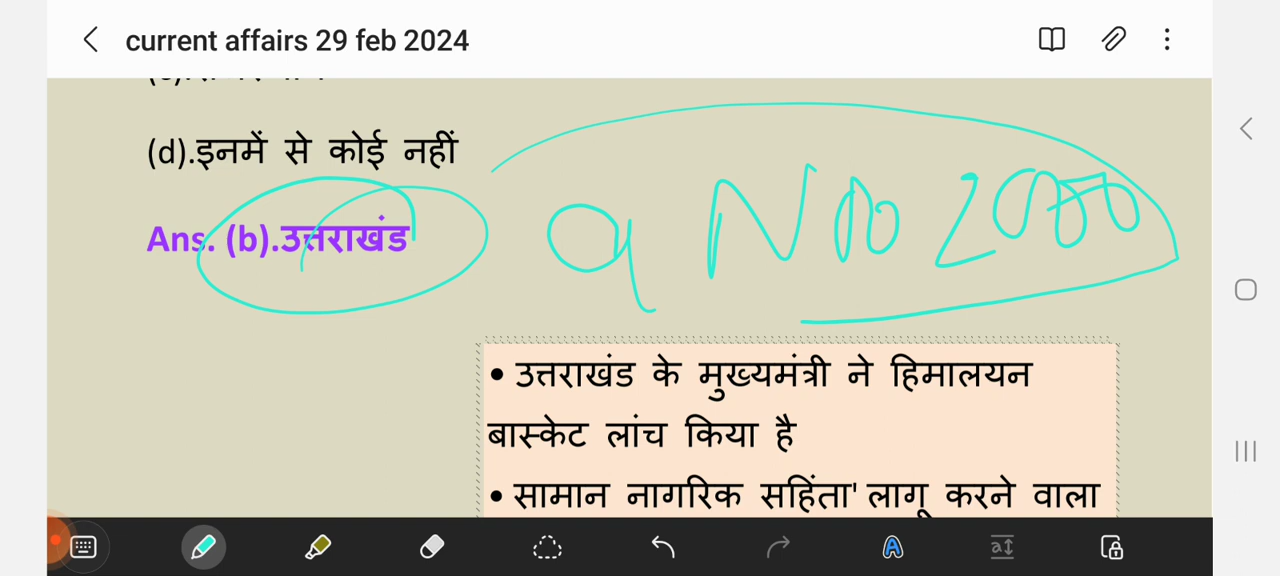 current affairs 29 feb 2024
(d).इनमें से कोई नहीं
Ans. (b).उत्तराखंड
• उत्तराखंड के मुख्यमंत्री ने हिमालयन
बास्केट लांच किया है
• सामान नागरिक सहिंता' लागू करने वाला